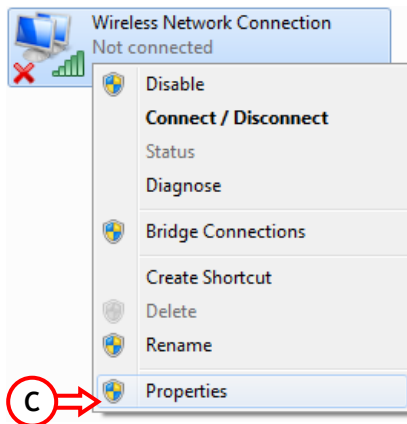 Wireless Network Connection
Not connected
Disable
Connect / Disconnect
Status
Diagnose
Bridge Connections
Create Shortcut
Delete
Rename
C
Properties